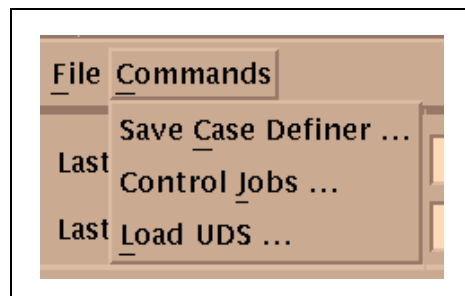 File Commands
Save Case Definer ...
Last
Control Jobs ...
Last
Load UDS ...